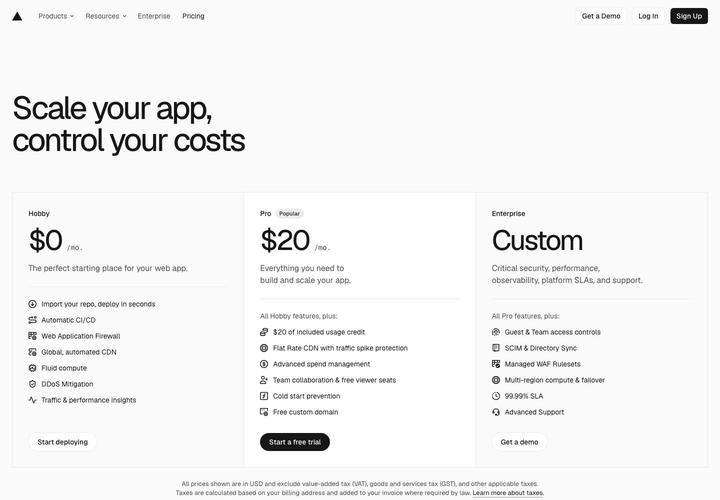 Products Resources Enterprise Pricing Get a Demo Log In Sign Up
Scale your app,
control your costs
Hobby
$0 /mo.
The perfect starting place for your web app.
Import your repo, deploy in seconds
Automatic CI/CD
Web Application Firewall
Global, automated CDN
Fluid compute
DDoS Mitigation
Traffic & performance insights
Start deploying
Pro Popular
$20 /mo.
Everything you need to
build and scale your app.
All Hobby features, plus:
$20 of included usage credit
Flat Rate CDN with traffic spike protection
Advanced spend management
Team collaboration & free viewer seats
Cold start prevention
Free custom domain
Start a free trial
Enterprise
Custom
Critical security, performance,
observability, platform SLAs, and support.
All Pro features, plus:
Guest & Team access controls
SCIM & Directory Sync
Managed WAF Rulesets
Multi-region compute & failover
99.99% SLA
Advanced Support
Get a demo
All prices shown are in USD and exclude value-added tax (VAT), goods and services tax (GST), and other applicable taxes.
Taxes are calculated based on your billing address and added to your invoice where required by law. Learn more about taxes.